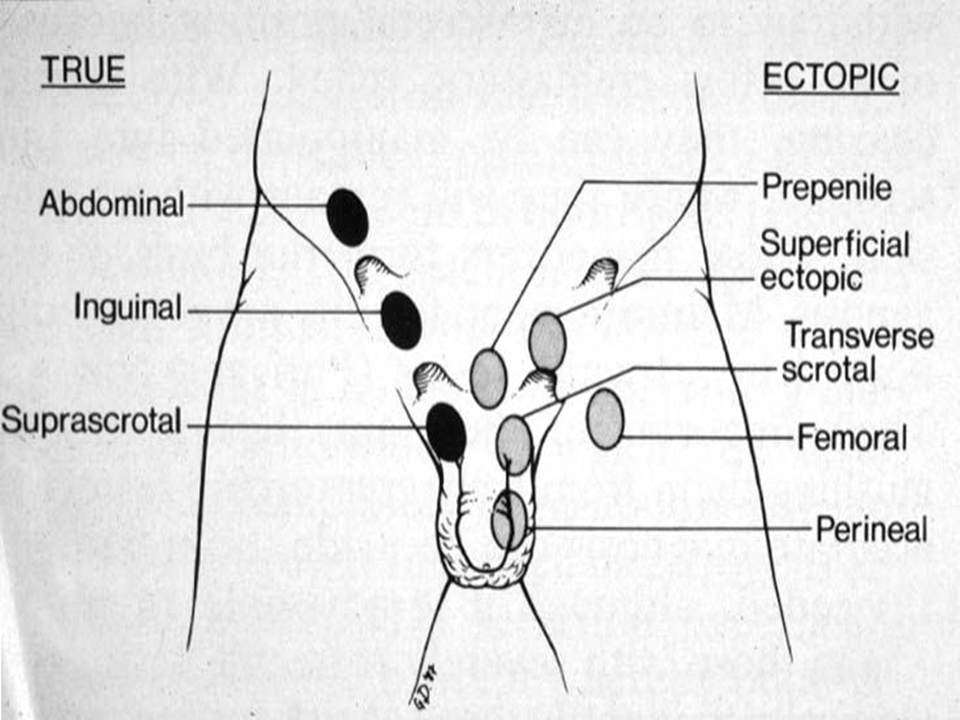 TRUE
ECTOPIC
Abdominal
Inguinal
Suprascrotal
Prepenile
Superficial
ectopic
Transverse
scrotal
Femoral
Perineal